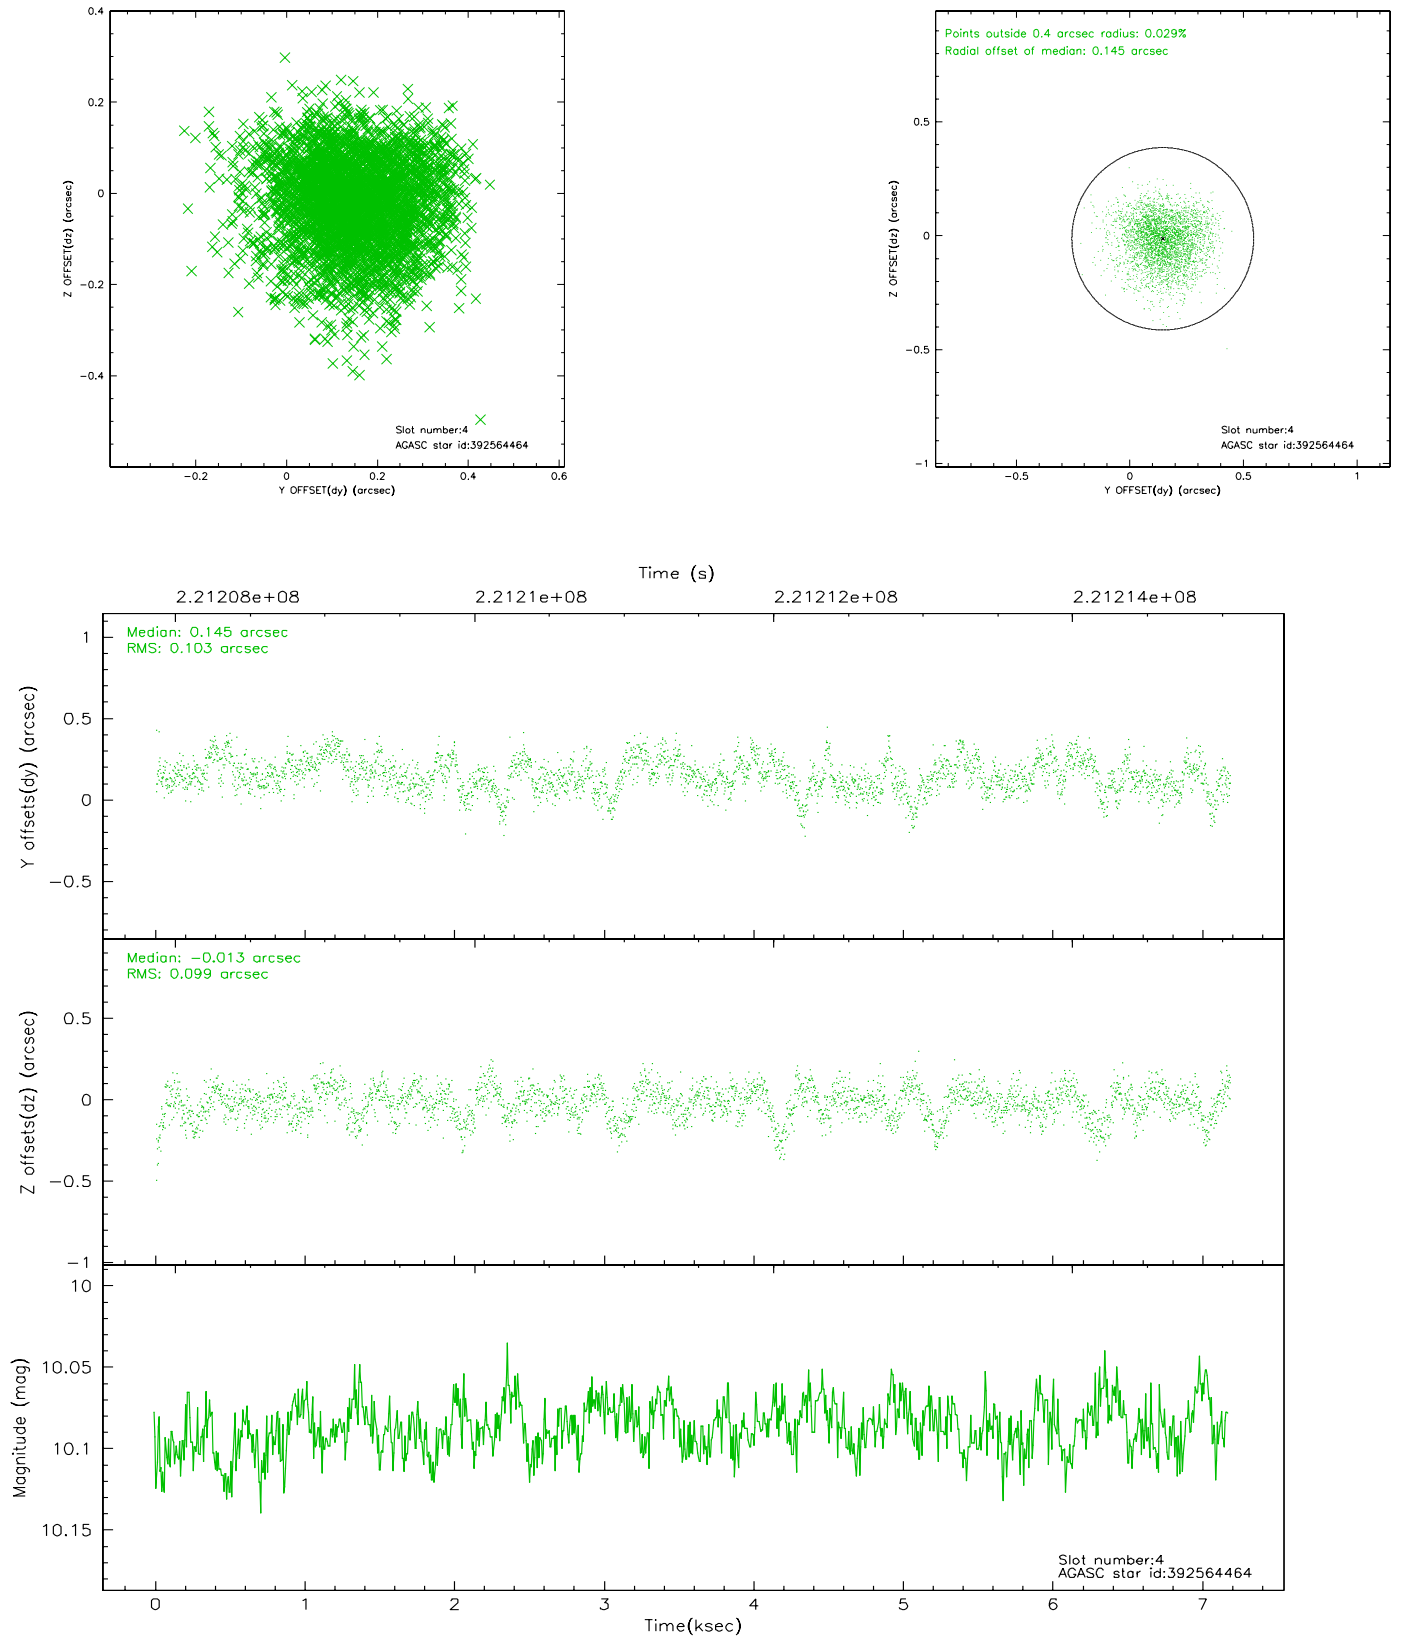 0.4
0.2
0
−0.2
−0.4
Z OFFSET(dz) (arcsec)
Slot number:4
AGASC star id:392564464
−0.2
0
0.2
0.4
0.6
Y OFFSET(dy) (arcsec)
Points outside 0.4 arcsec radius: 0.029%
Radial offset of median: 0.145 arcsec
0.5
0
−0.5
−1
Z OFFSET(dz) (arcsec)
Slot number:4
AGASC star id:392564464
−0.5
0
0.5
1
Y OFFSET(dy) (arcsec)
Time (s)
2.21208e+08
2.2121e+08
2.21212e+08
2.21214e+08
Median: 0.145 arcsec
RMS: 0.103 arcsec
1
0.5
0
−0.5
Y offsets(dy) (arcsec)
Median: −0.013 arcsec
RMS: 0.099 arcsec
0.5
0
−0.5
−1
Z offsets(dz) (arcsec)
10
10.05
10.1
10.15
Magnitude (mag)
Slot number:4
AGASC star id:392564464
0
1
2
3
4
5
6
7
Time(ksec)